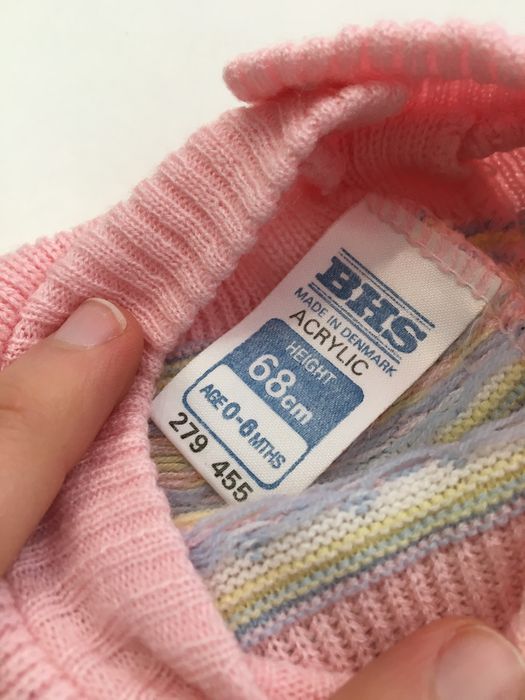 BHS
MADE IN DENMARK
ACRYLIC
HEIGHT
68cm
AGE 0-6 MTHS
279 455